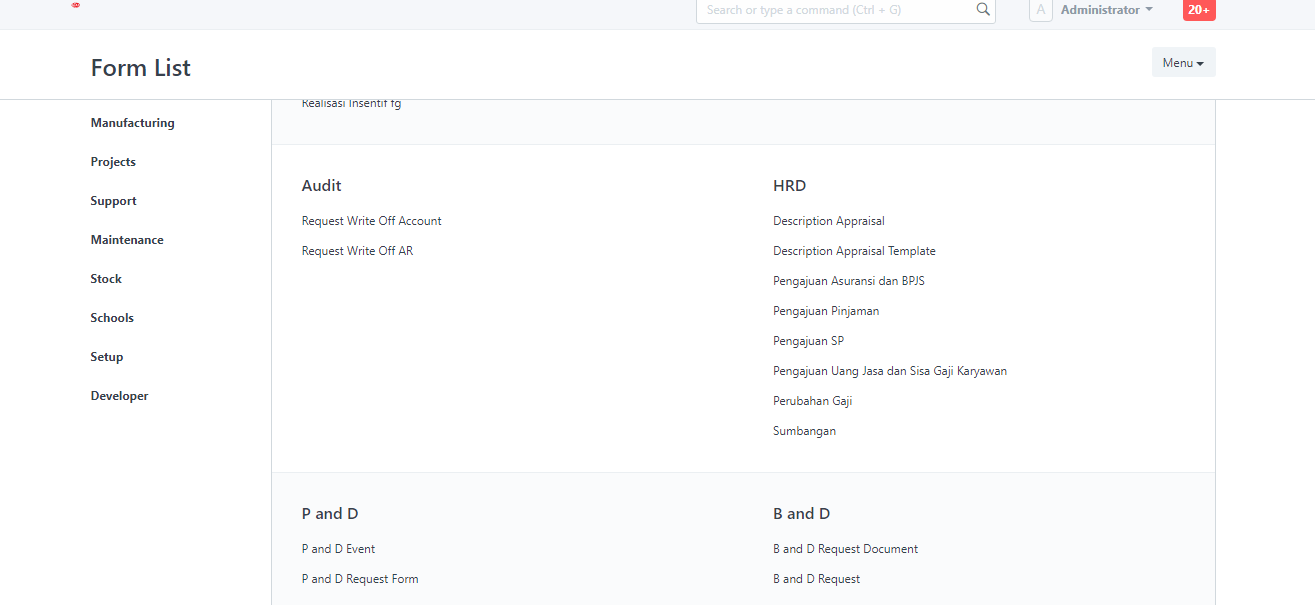 Search or type a command (Ctrl + G)
A
Administrator
20+
Form List
Menu
Manufacturing
Projects
Support
Maintenance
Stock
Schools
Setup
Developer
Realisasi Insentif fg
Audit
Request Write Off Account
Request Write Off AR
HRD
Description Appraisal
Description Appraisal Template
Pengajuan Asuransi dan BPJS
Pengajuan Pinjaman
Pengajuan SP
Pengajuan Uang Jasa dan Sisa Gaji Karyawan
Perubahan Gaji
Sumbangan
P and D
P and D Event
P and D Request Form
B and D
B and D Request Document
B and D Request